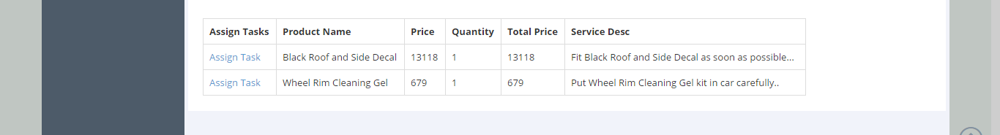 Assign Tasks Product Name Price Quantity Total Price Service Desc
Assign Task Black Roof and Side Decal 13118 1 13118 Fit Black Roof and Side Decal as soon as possible...
Assign Task Wheel Rim Cleaning Gel 679 1 679 Put Wheel Rim Cleaning Gel kit in car carefully..